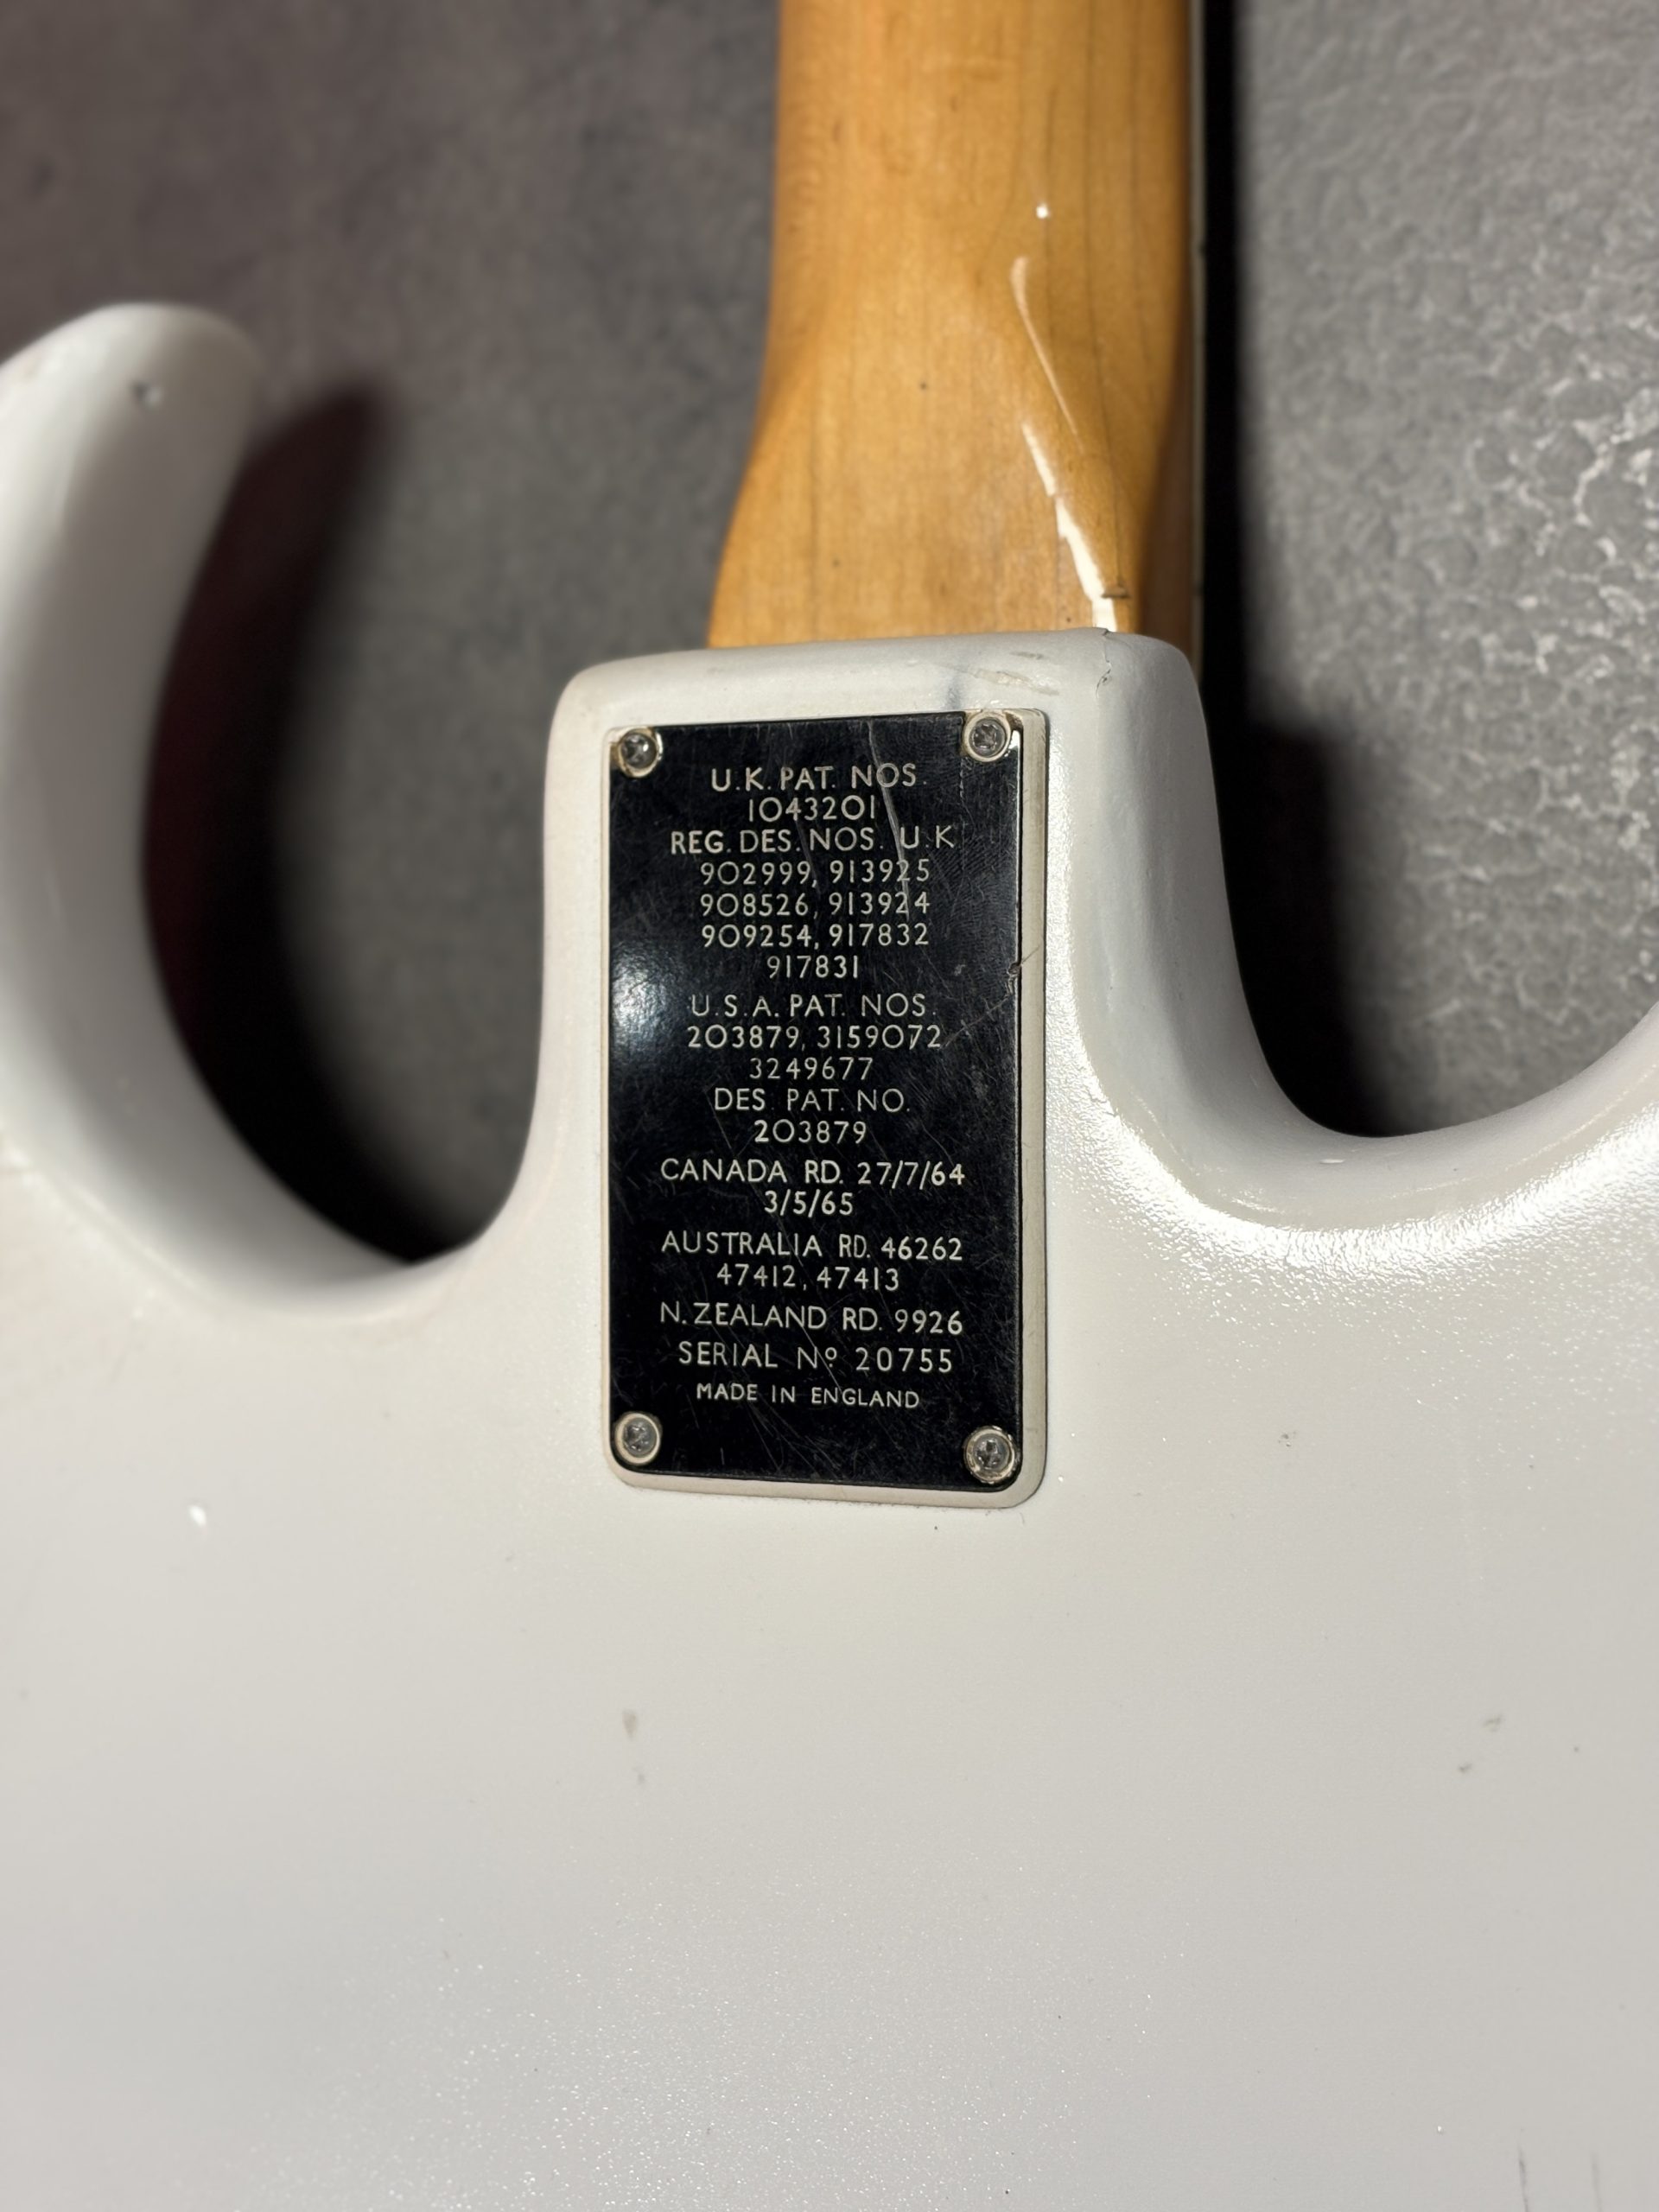 U.K. PAT. NOS.
1043201
REG. DES. NOS. U.K
902999, 913925
908526, 913924
909254, 917832
917831
U.S.A. PAT. NOS.
203879, 3159072
3249677
DES. PAT. NO.
203879
CANADA RD. 27/7/64
3/5/65
AUSTRALIA RD. 46262
47412, 47413
N. ZEALAND RD. 9926
SERIAL Nº 20755
MADE IN ENGLAND